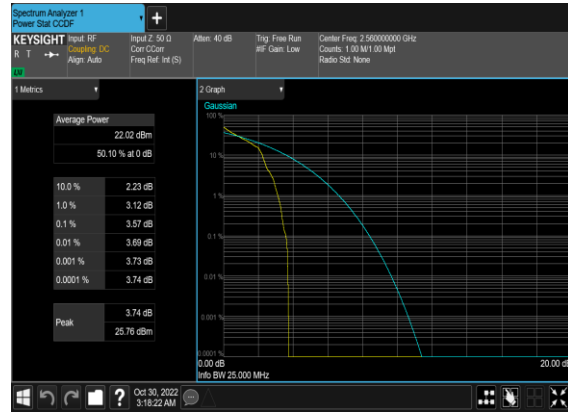 Spectrum Analyzer 1
Power Stat CCDF
+
KEYSIGHT
R T
LXI
Input: RF
Coupling: DC
Align: Auto
Input Z: 50 Ω
Corr CCorr
Freq Ref: Int (S)
Atten: 40 dB
Trig: Free Run
#IF Gain: Low
Center Freq: 2.560000000 GHz
Counts: 1.00 M/1.00 Mpt
Radio Std: None
1 Metrics
Average Power
22.02 dBm
50.10 % at 0 dB
10.0 % 2.23 dB
1.0 % 3.12 dB
0.1 % 3.57 dB
0.01 % 3.69 dB
0.001 % 3.73 dB
0.0001 % 3.74 dB
Peak
3.74 dB
25.76 dBm
2 Graph
Gaussian
100 %
10 %
1 %
0.1 %
0.01 %
0.001 %
0.0001 %
0.00 dB
20.00 dB
Info BW 25.000 MHz
?
Oct 30, 2022
3:18:22 AM